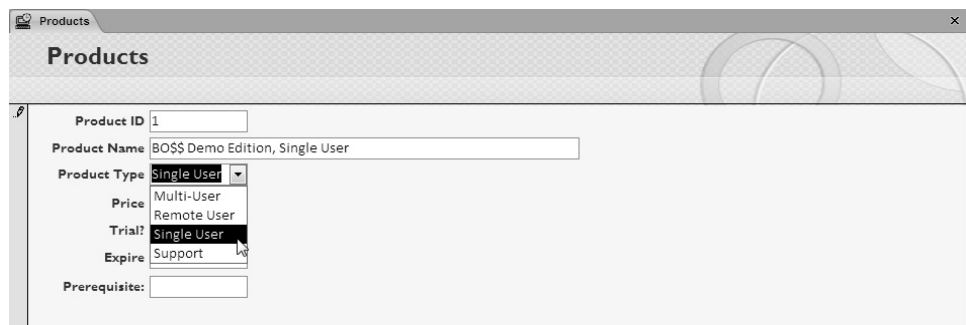 Products
Products
Product ID 1
Product Name BO$$ Demo Edition, Single User
Product Type Single User
Multi-User
Price
Remote User
Trial?
Single User
Expire
Support
Prerequisite: